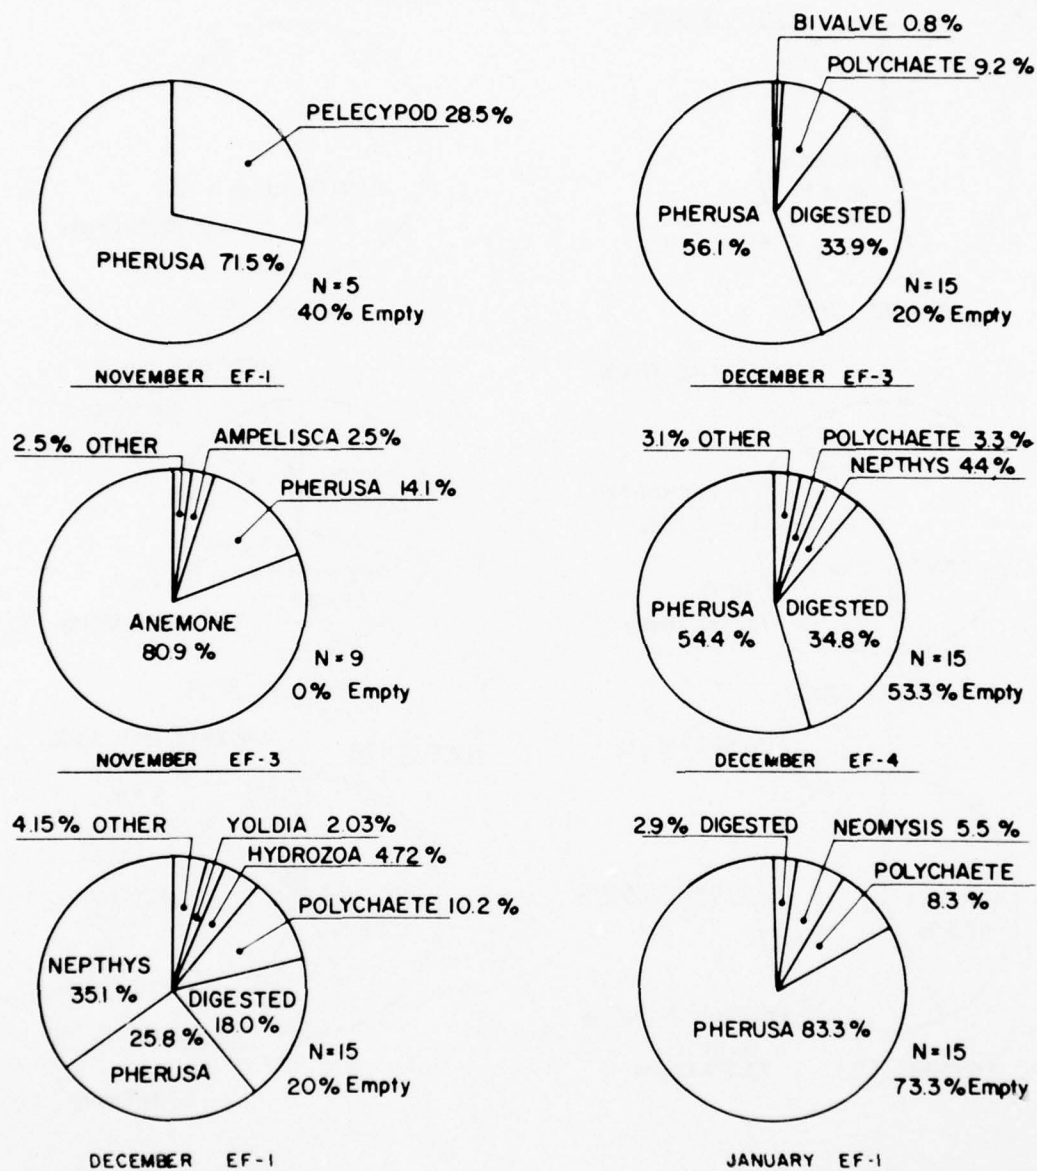 PELECYPOD 28.5%
PHERUSA 71.5%
N = 5
40% Empty
NOVEMBER EF-1
BIVALVE 0.8%
POLYCHAETE 9.2%
PHERUSA
56.1%
DIGESTED
33.9%
N = 15
20% Empty
DECEMBER EF-3
2.5% OTHER
AMPELISCA 2.5%
PHERUSA 14.1%
ANEMONE
80.9 %
N = 9
0% Empty
NOVEMBER EF-3
3.1% OTHER
POLYCHAETE 3.3%
NEPTHYS 4.4%
PHERUSA
54.4 %
DIGESTED
34.8%
N = 15
53.3% Empty
DECEMBER EF-4
4.15% OTHER
YOLDIA 2.03%
HYDROZOA 4.72%
POLYCHAETE 10.2 %
NEPTHYS
35.1 %
DIGESTED
18.0%
25.8 %
PHERUSA
N=15
20% Empty
DECEMBER EF-1
2.9% DIGESTED
NEOMYSIS 5.5 %
POLYCHAETE
8.3 %
PHERUSA 83.3%
N=15
73.3% Empty
JANUARY EF-1